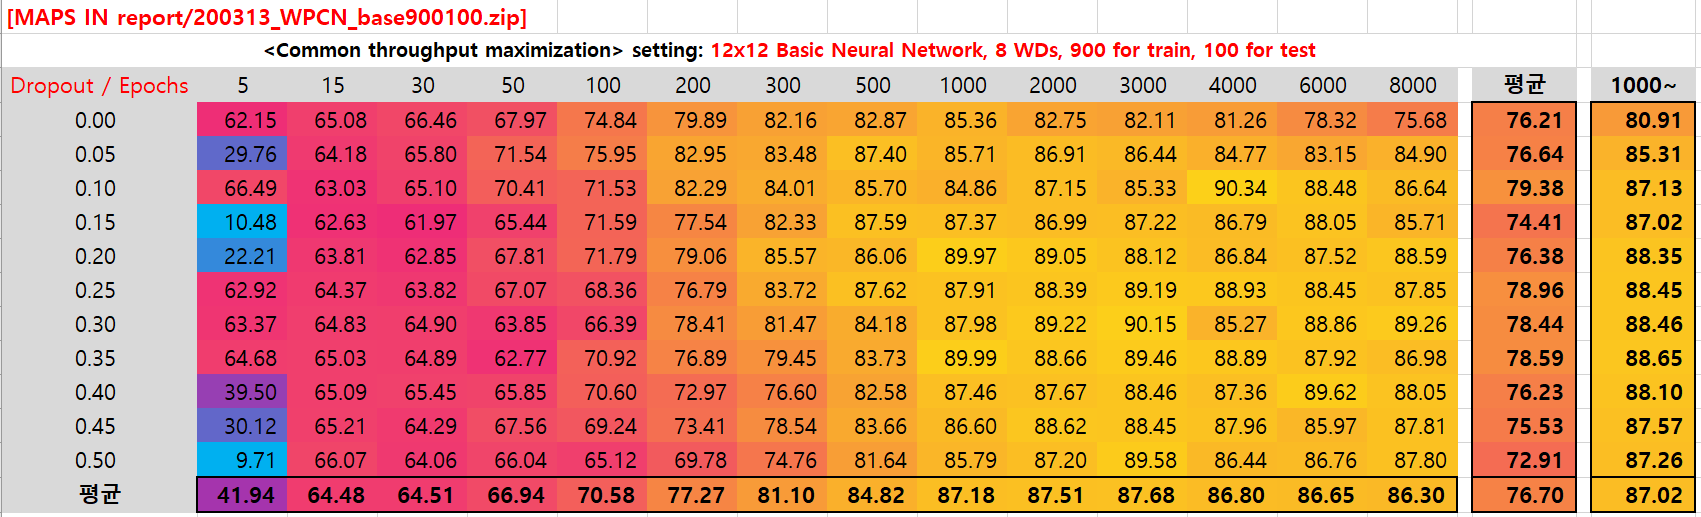 [MAPS IN report/200313_WPCN_base900100.zip]
<Common throughput maximization> setting: 12x12 Basic Neural Network, 8 WDs, 900 for train, 100 for test
Dropout / Epochs 5 15 30 50 100 200 300 500 1000 2000 3000 4000 6000 8000 평균 1000~
0.00 62.15 65.08 66.46 67.97 74.84 79.89 82.16 82.87 85.36 82.75 82.11 81.26 78.32 75.68 76.21 80.91
0.05 29.76 64.18 65.80 71.54 75.95 82.95 83.48 87.40 85.71 86.91 86.44 84.77 83.15 84.90 76.64 85.31
0.10 66.49 63.03 65.10 70.41 71.53 82.29 84.01 85.70 84.86 87.15 85.33 90.34 88.48 86.64 79.38 87.13
0.15 10.48 62.63 61.97 65.44 71.59 77.54 82.33 87.59 87.37 86.99 87.22 86.79 88.05 85.71 74.41 87.02
0.20 22.21 63.81 62.85 67.81 71.79 79.06 85.57 86.06 89.97 89.05 88.12 86.84 87.52 88.59 76.38 88.35
0.25 62.92 64.37 63.82 67.07 68.36 76.79 83.72 87.62 87.91 88.39 89.19 88.93 88.45 87.85 78.96 88.45
0.30 63.37 64.83 64.90 63.85 66.39 78.41 81.47 84.18 87.98 89.22 90.15 85.27 88.86 89.26 78.44 88.46
0.35 64.68 65.03 64.89 62.77 70.92 76.89 79.45 83.73 89.99 88.66 89.46 88.89 87.92 86.98 78.59 88.65
0.40 39.50 65.09 65.45 65.85 70.60 72.97 76.60 82.58 87.46 87.67 88.46 87.36 89.62 88.05 76.23 88.10
0.45 30.12 65.21 64.29 67.56 69.24 73.41 78.54 83.66 86.60 88.62 88.45 87.96 85.97 87.81 75.53 87.57
0.50 9.71 66.07 64.06 66.04 65.12 69.78 74.76 81.64 85.79 87.20 89.58 86.44 86.76 87.80 72.91 87.26
평균 41.94 64.48 64.51 66.94 70.58 77.27 81.10 84.82 87.18 87.51 87.68 86.80 86.65 86.30 76.70 87.02